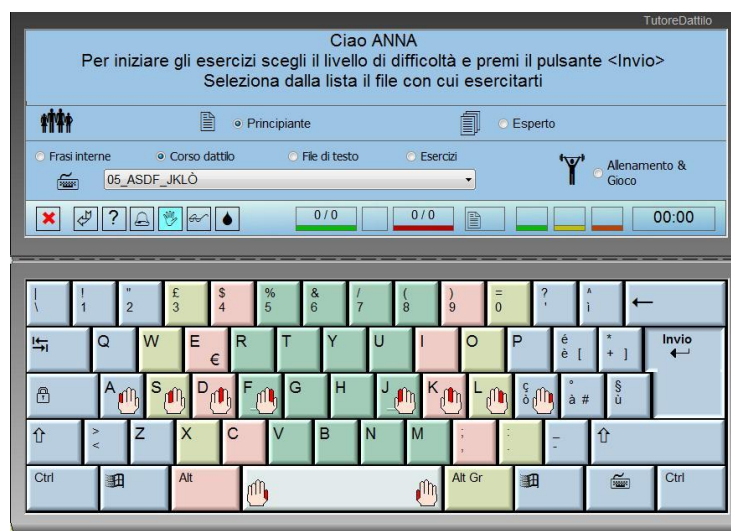 TutoreDattilo
Ciao ANNA
Per iniziare gli esercizi scegli il livello di difficoltà e premi il pulsante <Invio>
Seleziona dalla lista il file con cui esercitarti
Principiante Esperto
Frasi interne Corso dattilo File di testo Esercizi Allenamento &
Gioco
05_ASDF_JKLÒ
? 0 / 0 0 / 0 00:00
| ! " £ $ % & / ( ) = ? ^
\ 1 2 3 4 5 6 7 8 9 0 ' ì ←
Q W E € R T Y U I O P é è [ * + ] Invio
A S D F G H J K L ç ò ° à # § ù
⇧ > < Z X C V B N M ; , : . _ - ⇧
Ctrl Alt Alt Gr Ctrl